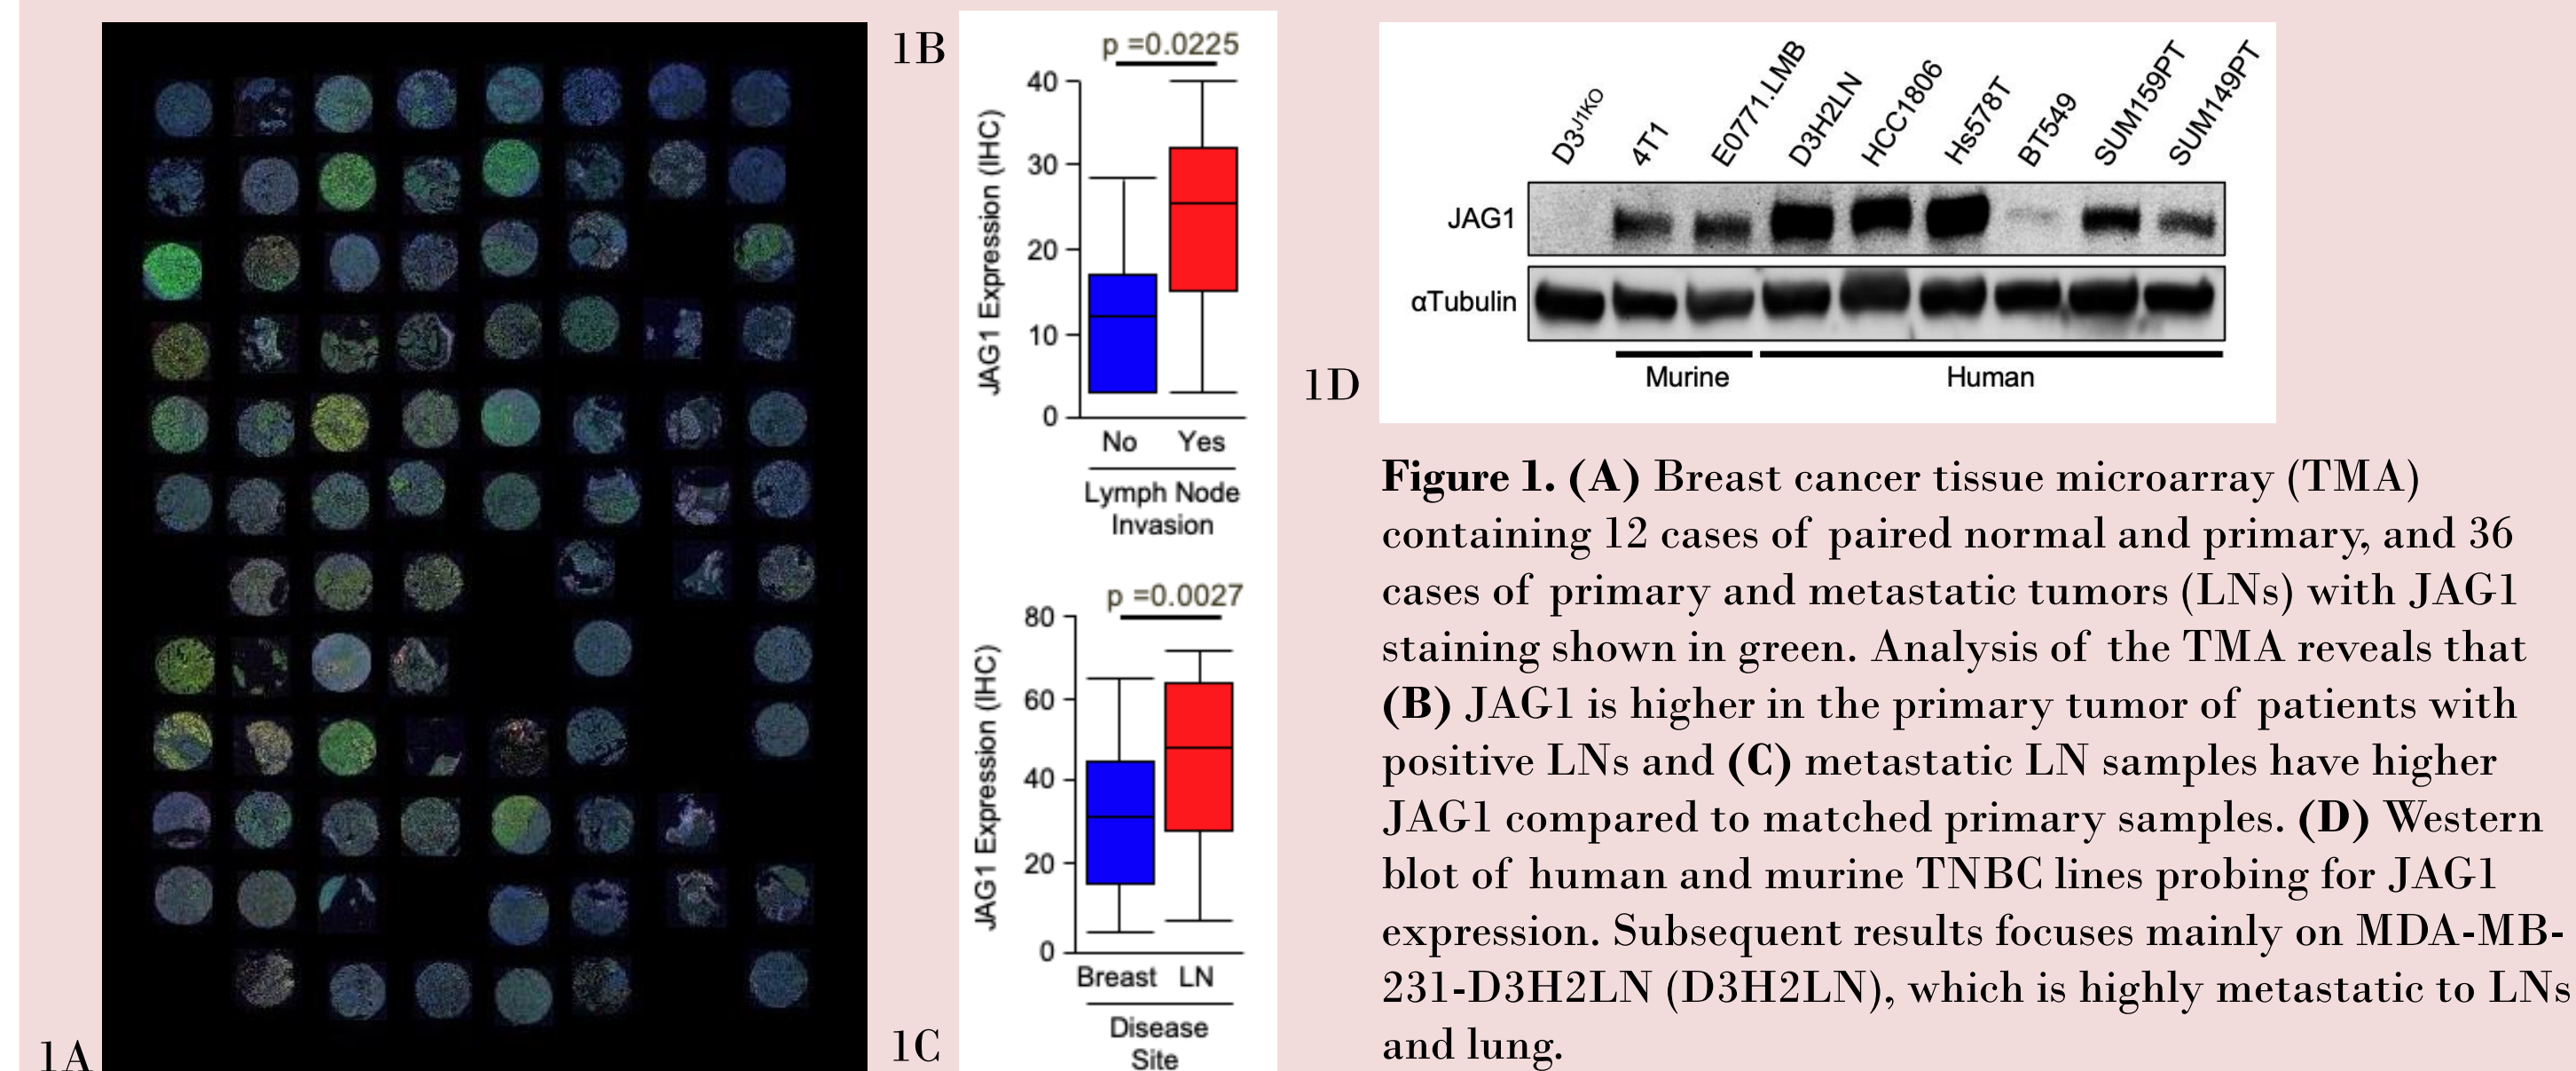 1A
1B
p =0.0225
JAG1 Expression (IHC)
40
30
20
10
0
No Yes
Lymph Node
Invasion
1C
p =0.0027
JAG1 Expression (IHC)
80
60
40
20
0
Breast LN
Disease
Site
1D
D3J1KO 4T1 E0771.LMB D3H2LN HCC1806 Hs578T BT549 SUM159PT SUM149PT
JAG1
αTubulin
Murine Human
Figure 1. (A) Breast cancer tissue microarray (TMA)
containing 12 cases of paired normal and primary, and 36
cases of primary and metastatic tumors (LNs) with JAG1
staining shown in green. Analysis of the TMA reveals that
(B) JAG1 is higher in the primary tumor of patients with
positive LNs and (C) metastatic LN samples have higher
JAG1 compared to matched primary samples. (D) Western
blot of human and murine TNBC lines probing for JAG1
expression. Subsequent results focuses mainly on MDA-MB-
231-D3H2LN (D3H2LN), which is highly metastatic to LNs
and lung.